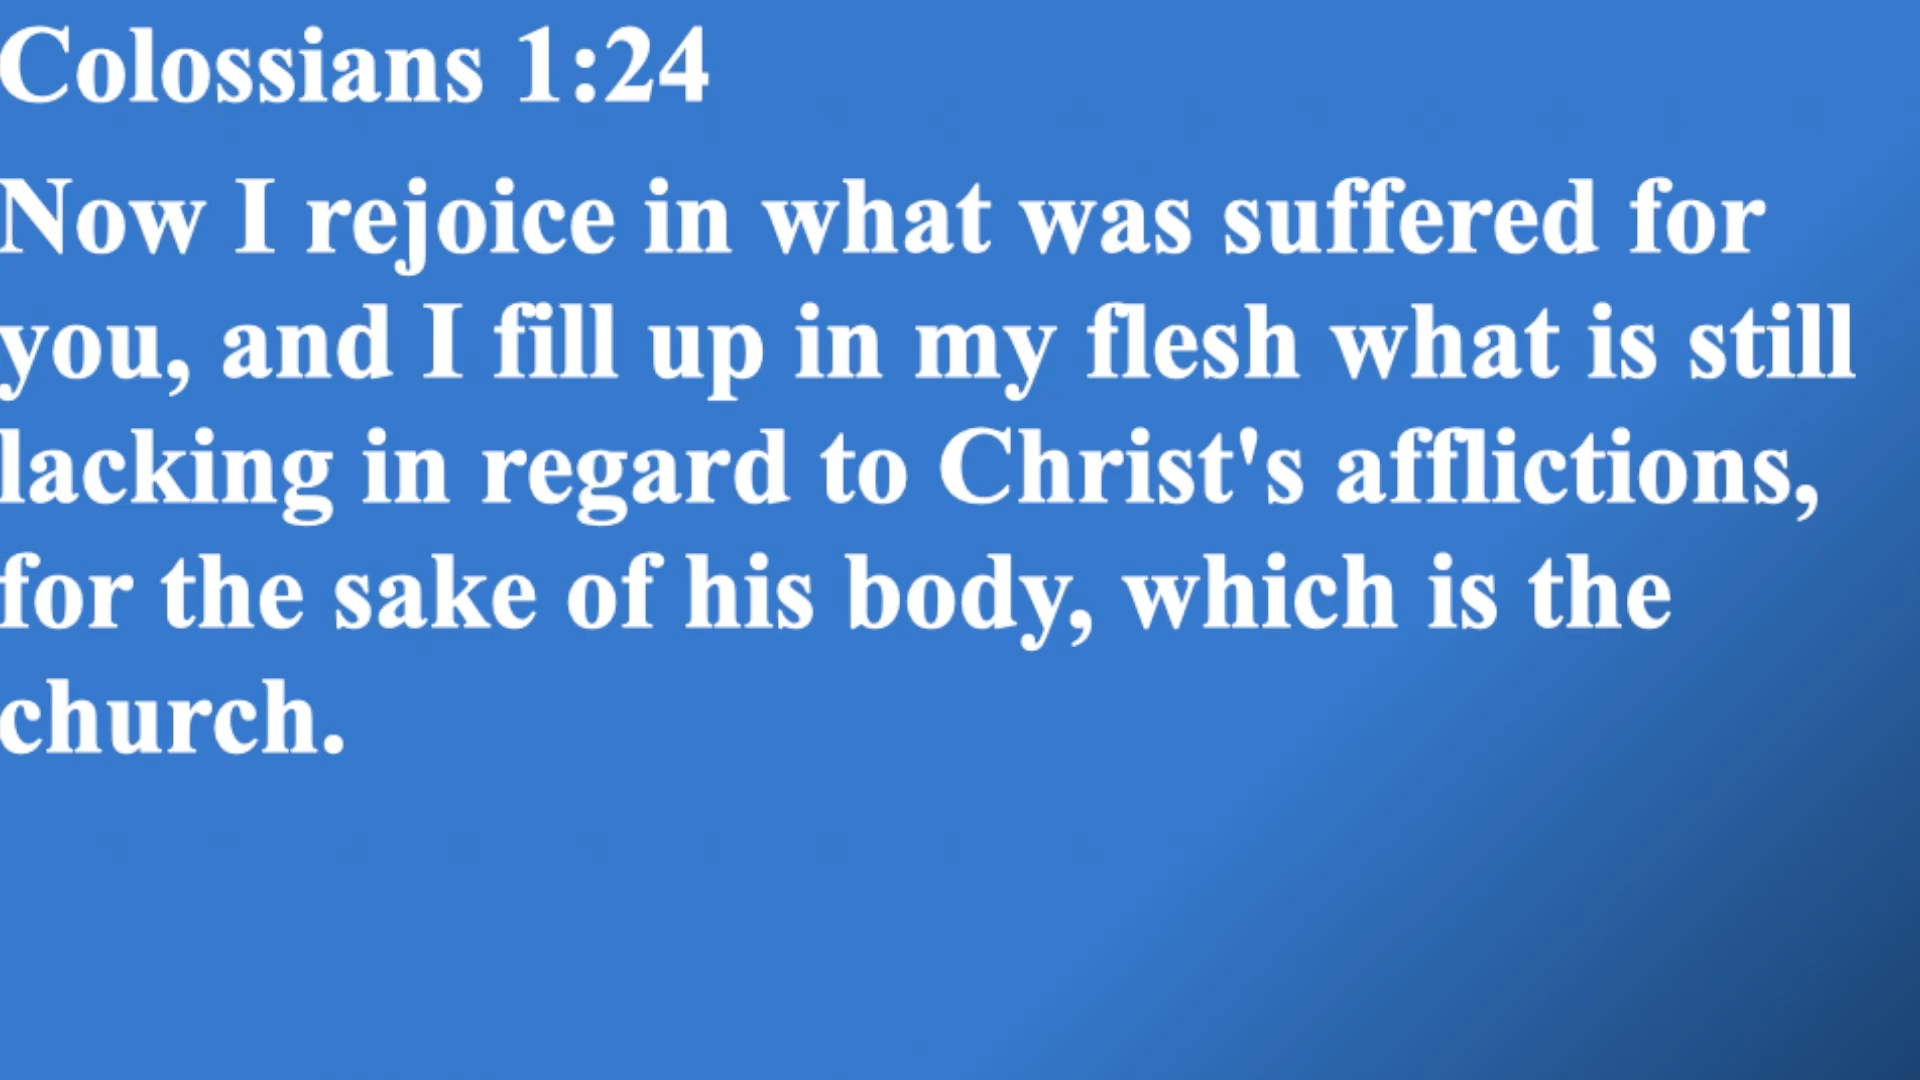 Colossians 1:24
Now I rejoice in what was suffered for
you, and I fill up in my flesh what is still
lacking in regard to Christ's afflictions,
for the sake of his body, which is the
church.